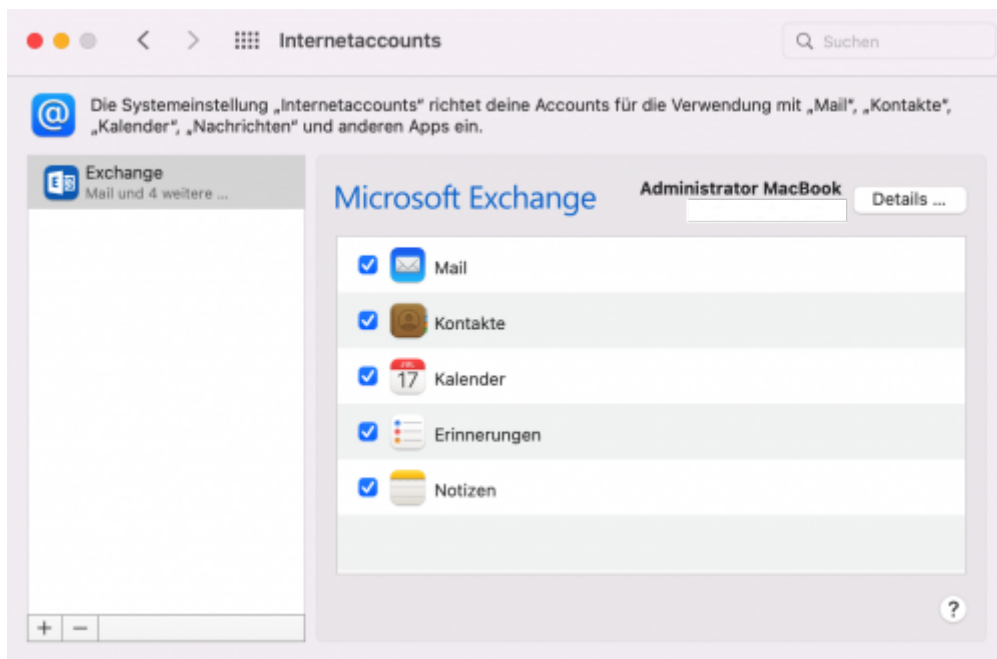 Internetaccounts
Suchen
Die Systemeinstellung „Internetaccounts" richtet deine Accounts für die Verwendung mit „Mail", „Kontakte",
„Kalender", „Nachrichten" und anderen Apps ein.
Exchange
Mail und 4 weitere ...
Microsoft Exchange
Administrator MacBook
Details ...
Mail
Kontakte
JUL
17
Kalender
Erinnerungen
Notizen
?
+ −